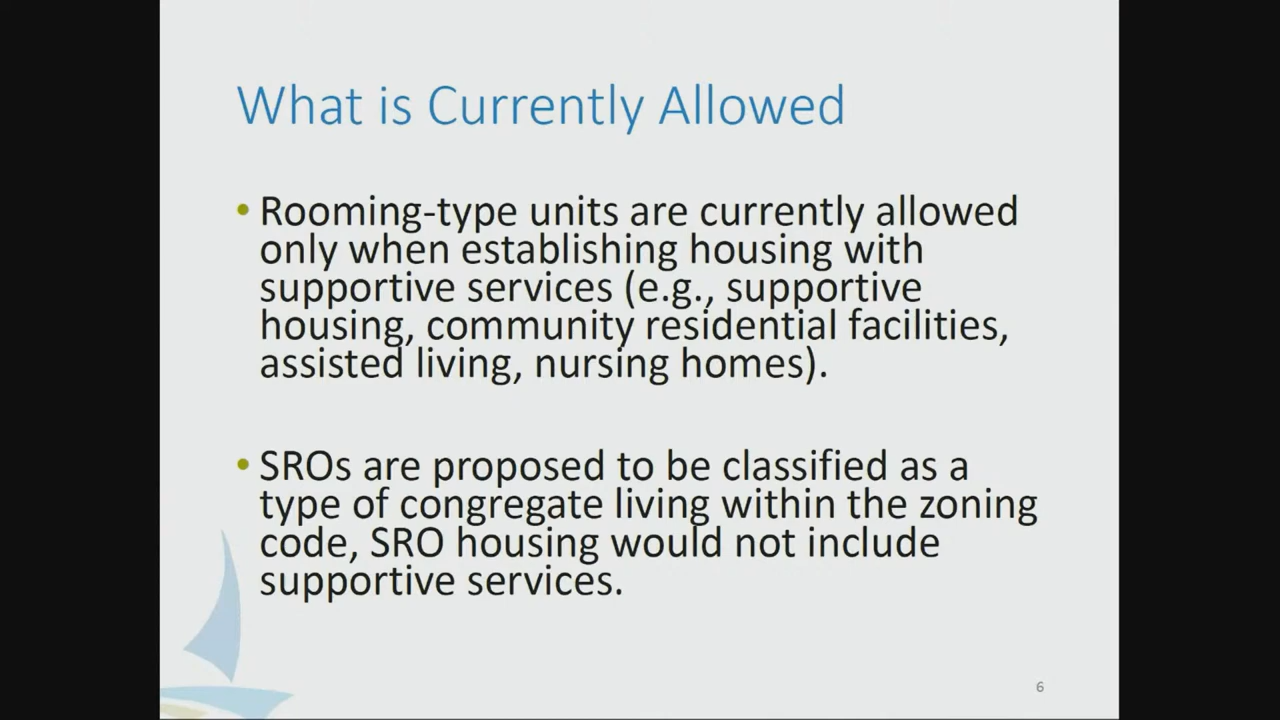 What is Currently Allowed
• Rooming-type units are currently allowed
only when establishing housing with
supportive services (e.g., supportive
housing, community residential facilities,
assisted living, nursing homes).
• SROs are proposed to be classified as a
type of congregate living within the zoning
code, SRO housing would not include
supportive services.
6